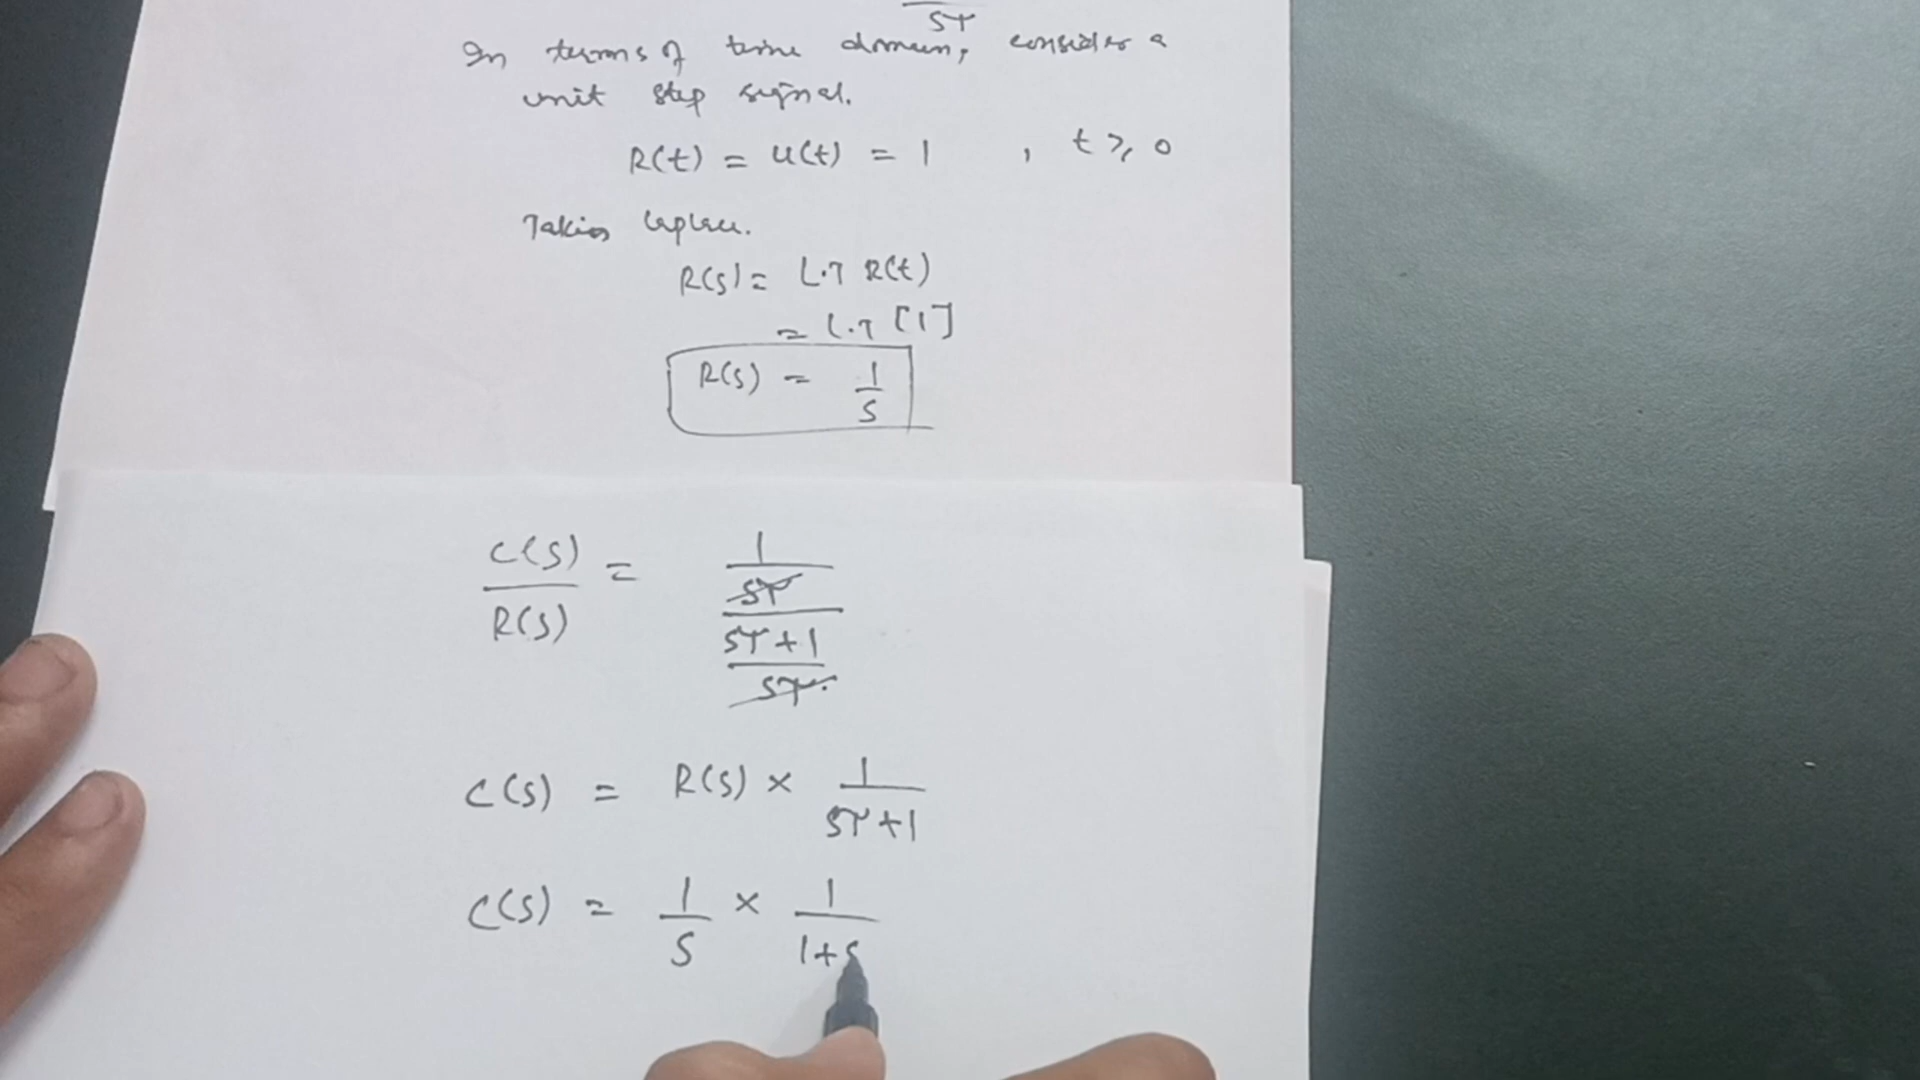 ST
In terms of time domain, consider a
unit step signal.
R(t) = u(t) = 1 , t ≥ 0
Taking laplace.
R(s) = L.T R(t)
= L.T [1]
R(s) = 1/s
C(s)/R(s) = (1/ST)/((ST+1)/ST)
C(s) = R(s) × 1/(ST+1)
C(s) = 1/s × 1/(1+s